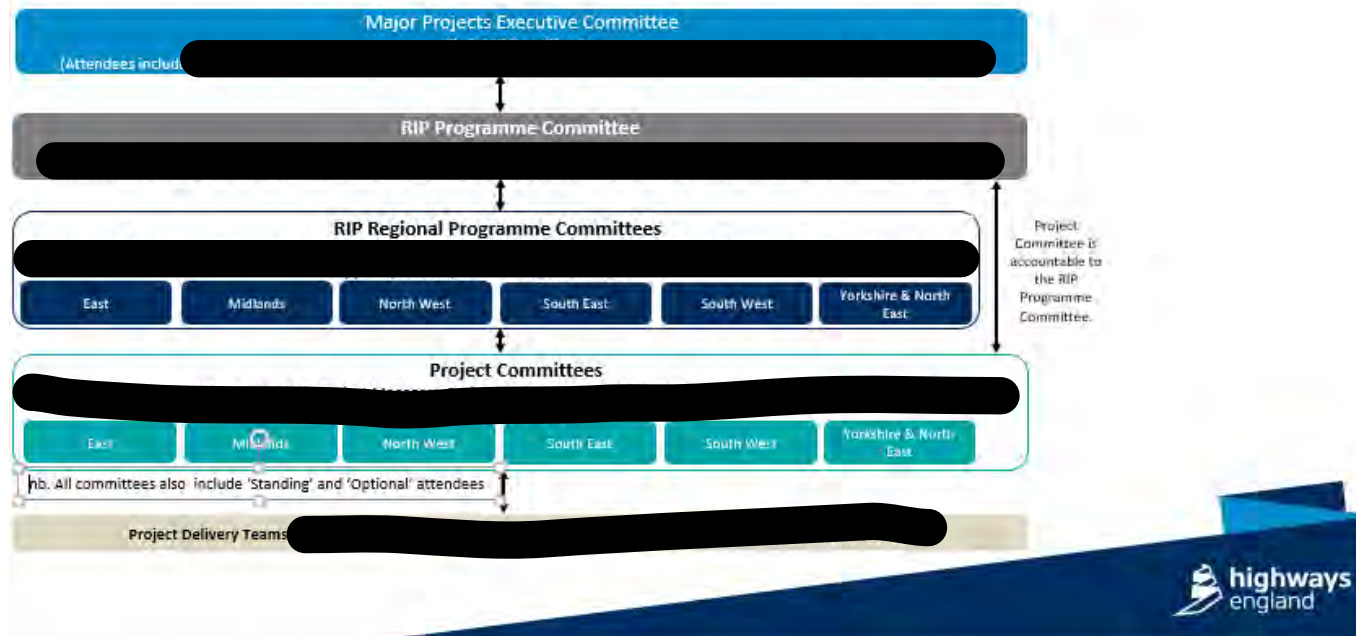 Major Projects Executive Committee
(Attendees includ
RIP Programme Committee
RIP Regional Programme Committees
East
Midlands
North West
South East
South West
Yorkshire & North
East
Project
Committee is
accountable to
the RIP
Programme
Committee.
Project Committees
East
Midlands
North West
South East
South West
Yorkshire & North
East
nb. All committees also include 'Standing' and 'Optional' attendees
Project Delivery Teams
highways
england